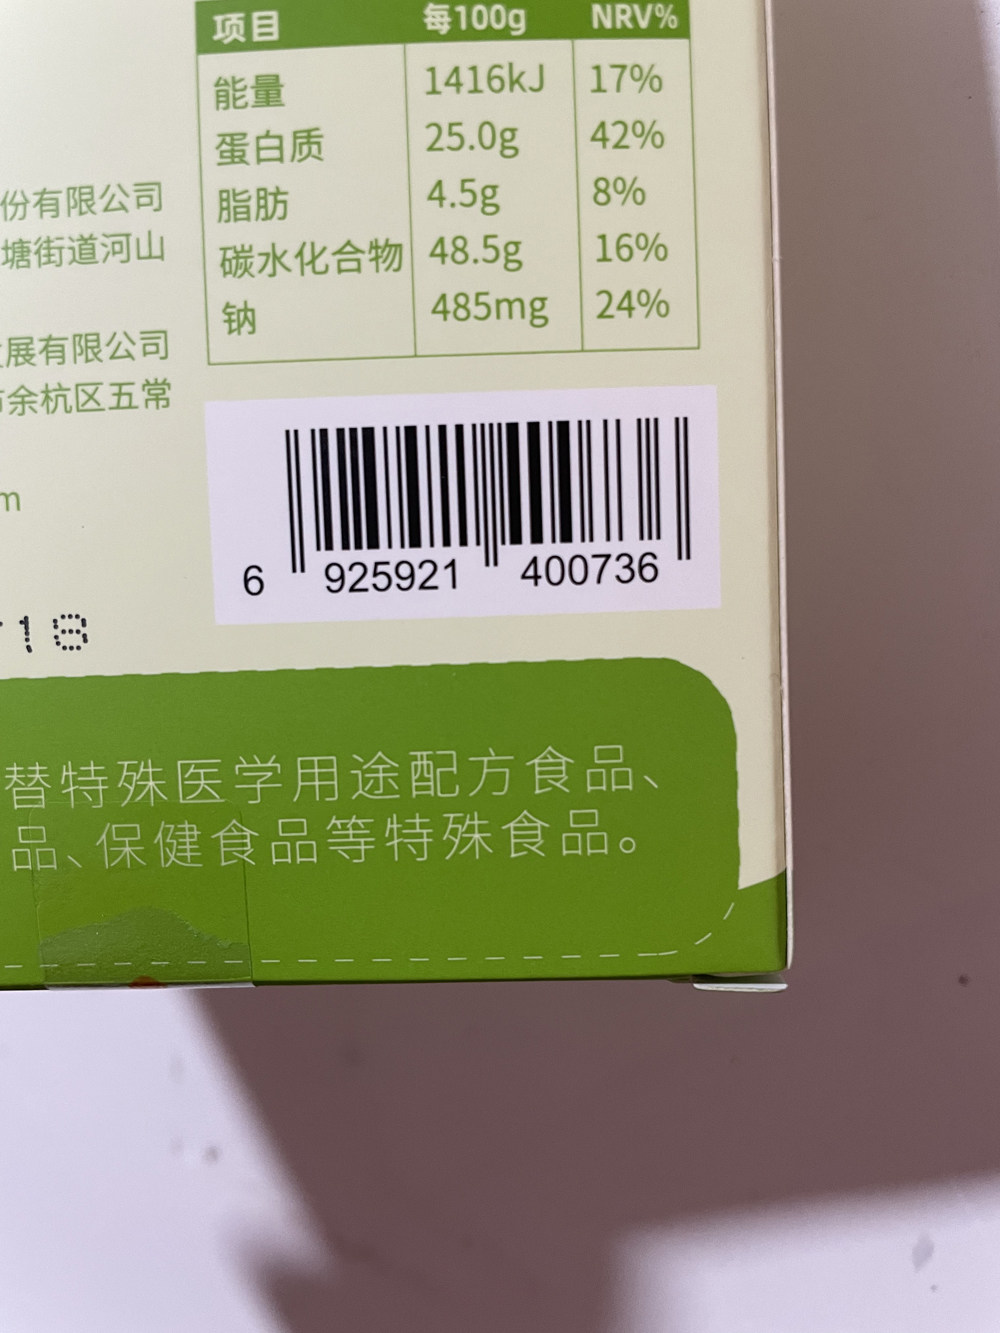 项目 每100g NRV%
能量 1416kJ 17%
蛋白质 25.0g 42%
脂肪 4.5g 8%
碳水化合物 48.5g 16%
钠 485mg 24%
份有限公司
塘街道河山
展有限公司
余杭区五常
m
6 925921 400736
18
替特殊医学用途配方食品、
品、保健食品等特殊食品。